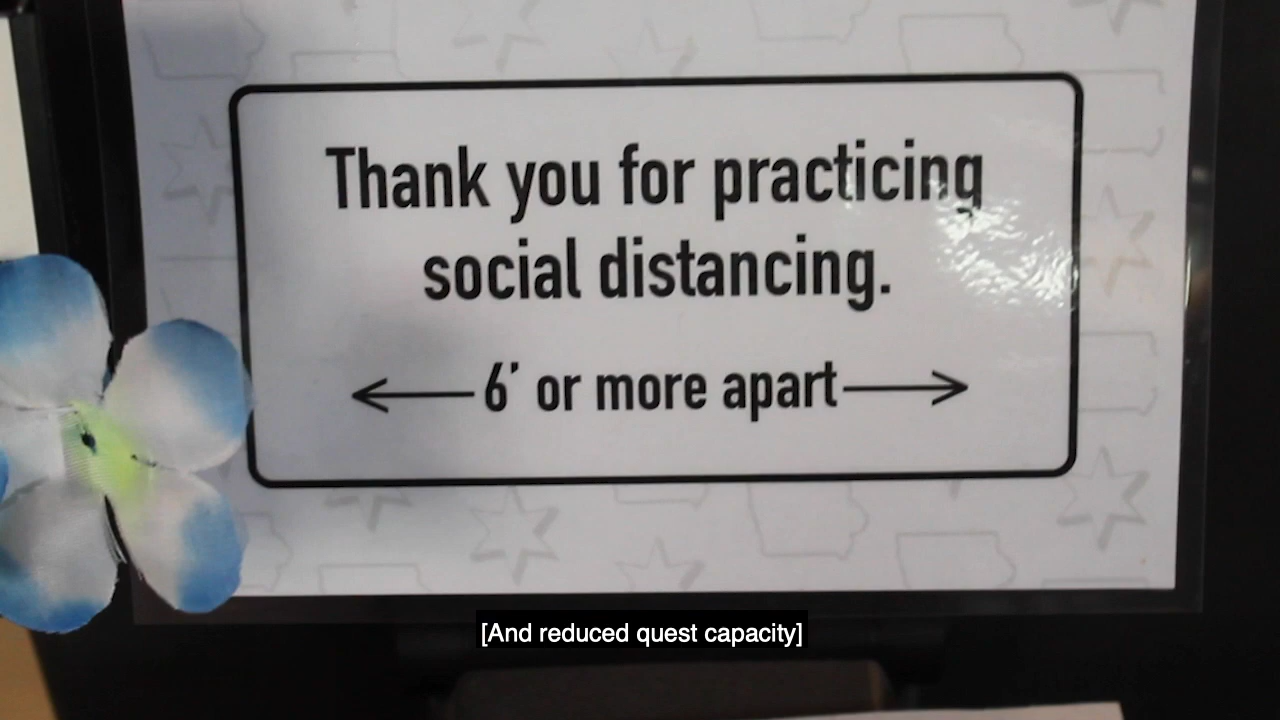 Thank you for practicing
social distancing.
6' or more apart
[And reduced quest capacity]